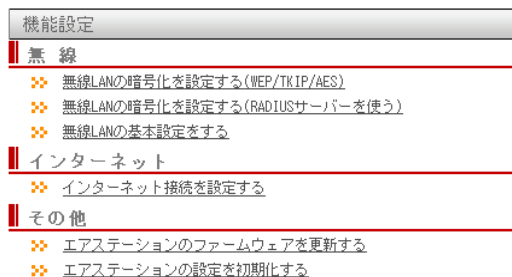 機能設定
無 線
無線LANの暗号化を設定する(WEP/TKIP/AES)
無線LANの暗号化を設定する(RADIUSサーバーを使う)
無線LANの基本設定をする
インターネット
インターネット接続を設定する
その他
エアステーションのファームウェアを更新する
エアステーションの設定を初期化する